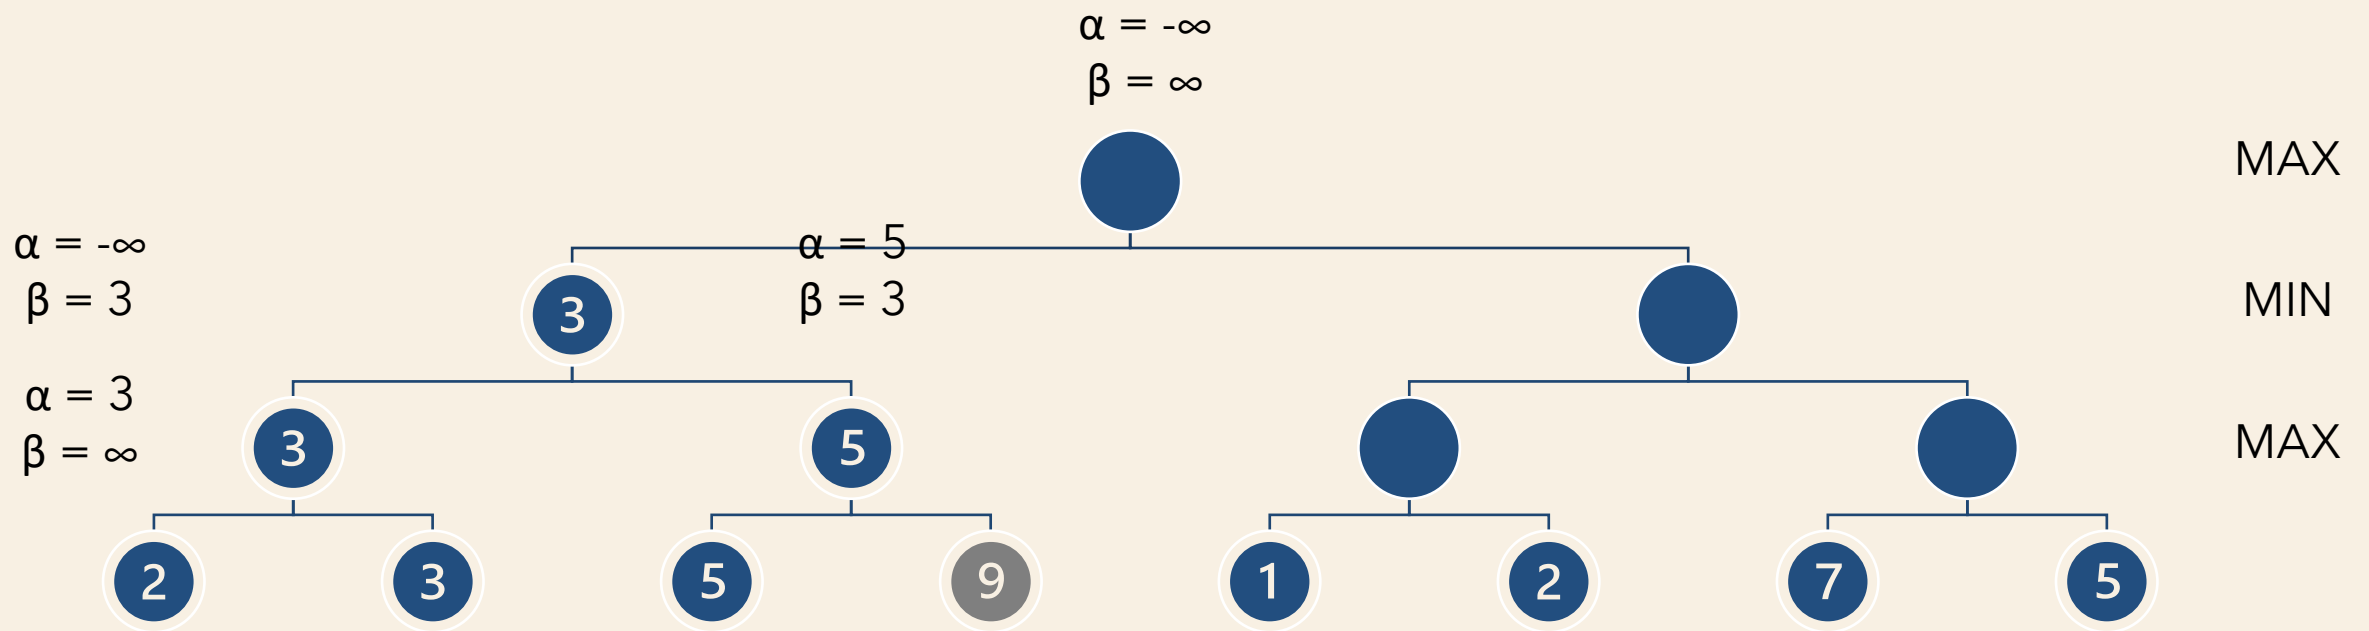 α = -∞
β = ∞
MAX
α = -∞
α = 5
β = 3
3
β = 3
MIN
α = 3
β = ∞
3
5
MAX
2
3
5
9
1
2
7
5